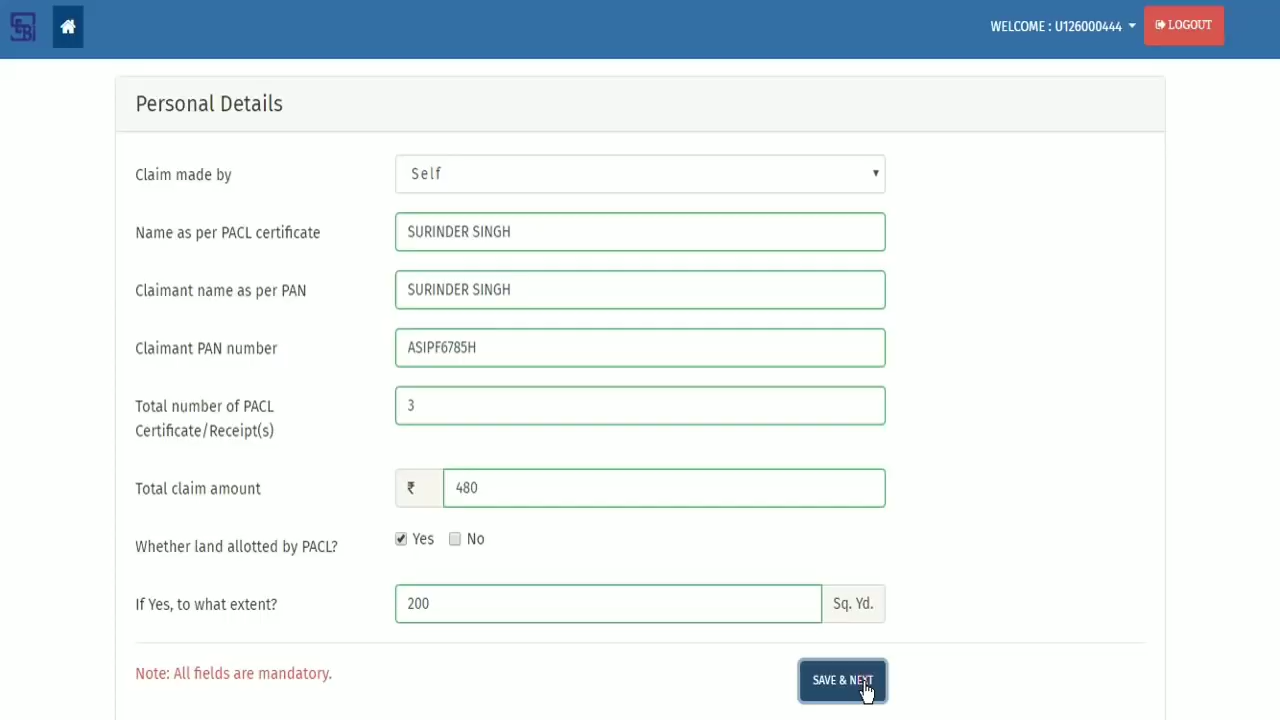 SEBI
WELCOME : U126000444
LOGOUT
Personal Details
Claim made by
Self
Name as per PACL certificate
SURINDER SINGH
Claimant name as per PAN
SURINDER SINGH
Claimant PAN number
ASIPF6785H
Total number of PACL
Certificate/Receipt(s)
3
Total claim amount
₹ 480
Whether land allotted by PACL?
Yes No
If Yes, to what extent?
200 Sq. Yd.
Note: All fields are mandatory.
SAVE & NEXT